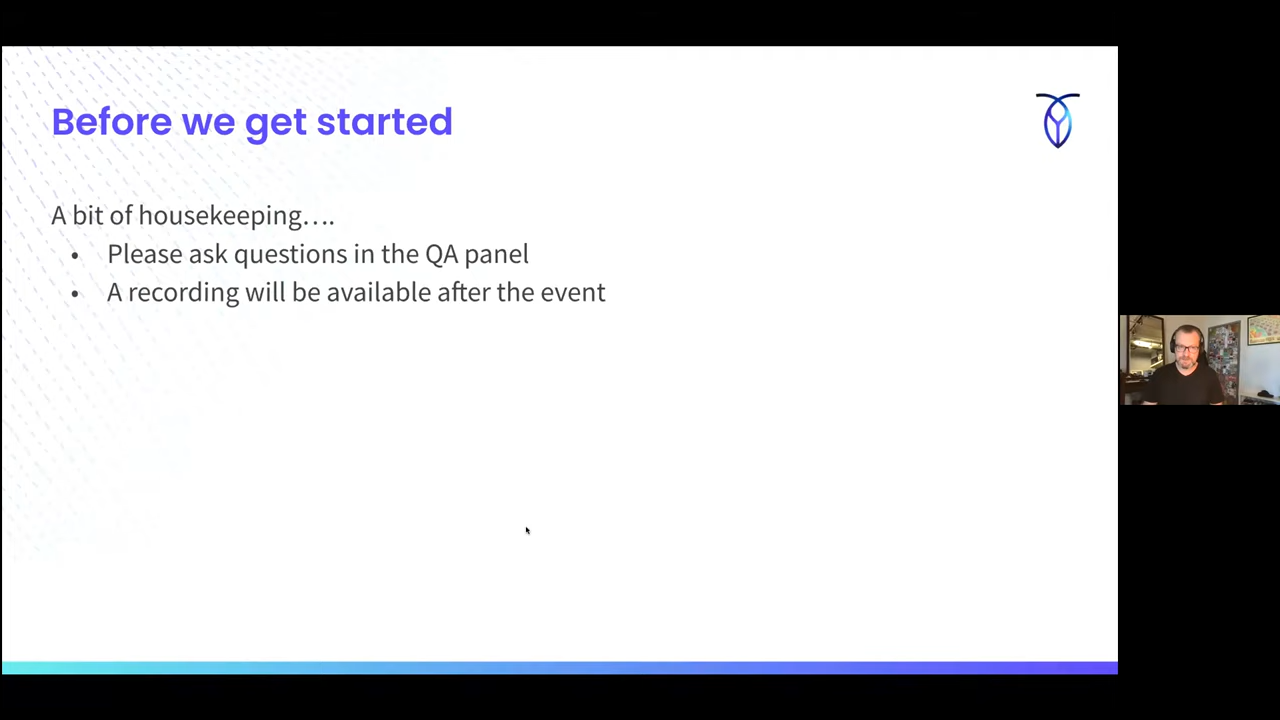 Before we get started
A bit of housekeeping….
• Please ask questions in the QA panel
• A recording will be available after the event